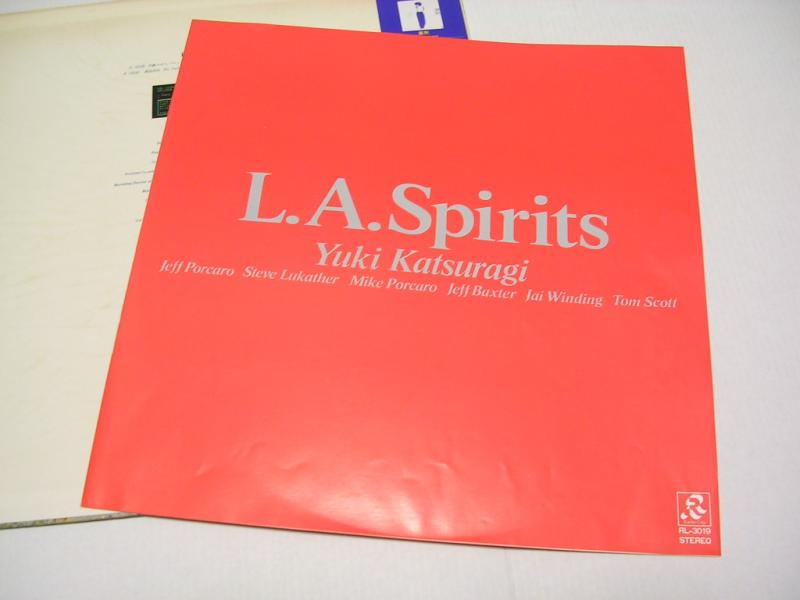 L.A.Spirits
Yuki Katsuragi
Jeff Porcaro Steve Lukather Mike Porcaro Jeff Baxter Jai Winding Tom Scott
RL-3019
STEREO